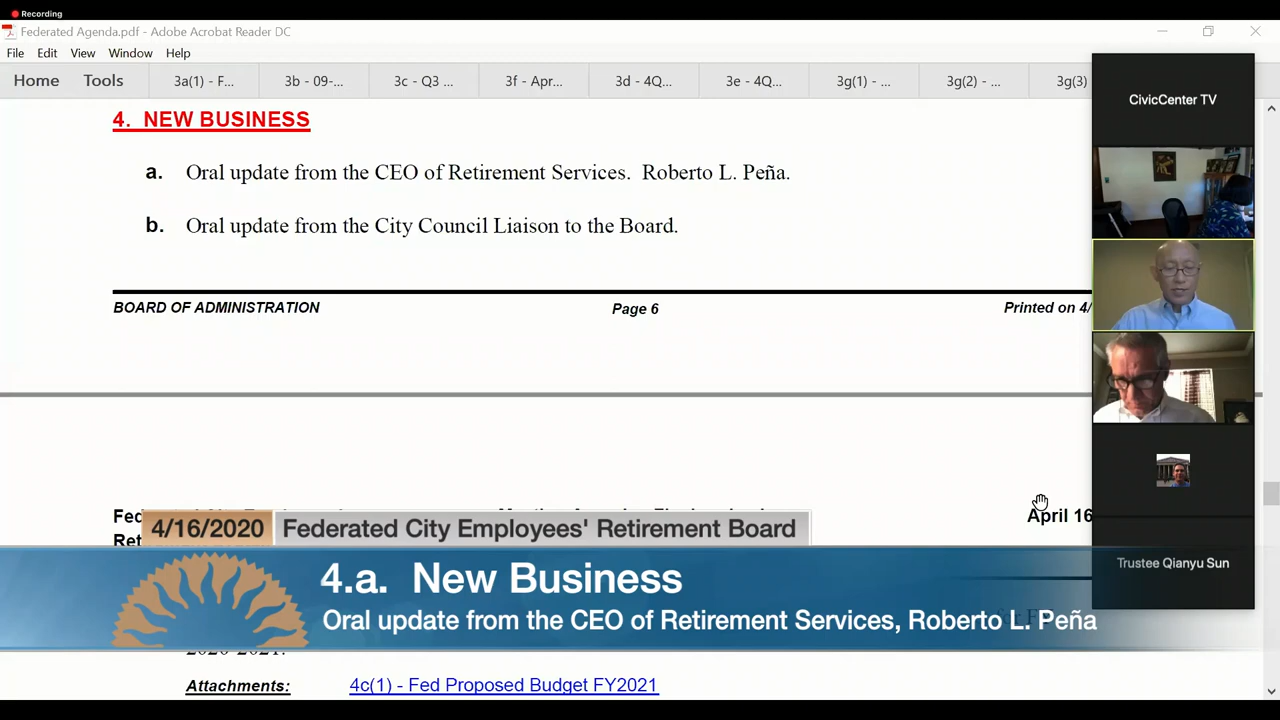 Recording
Federated Agenda.pdf - Adobe Acrobat Reader DC
File Edit View Window Help
Home Tools 3a(1) - F... 3b - 09-... 3c - Q3 ... 3f - Apr... 3d - 4Q... 3e - 4Q... 3g(1) - ... 3g(2) - ... 3g(3)
CivicCenter TV
4. NEW BUSINESS
a. Oral update from the CEO of Retirement Services. Roberto L. Peña.
b. Oral update from the City Council Liaison to the Board.
BOARD OF ADMINISTRATION Page 6 Printed on 4/
April 16
4/16/2020 Federated City Employees' Retirement Board
Trustee Qianyu Sun
4.a. New Business
Oral update from the CEO of Retirement Services, Roberto L. Peña
2020-2021.
Attachments: 4c(1) - Fed Proposed Budget FY2021